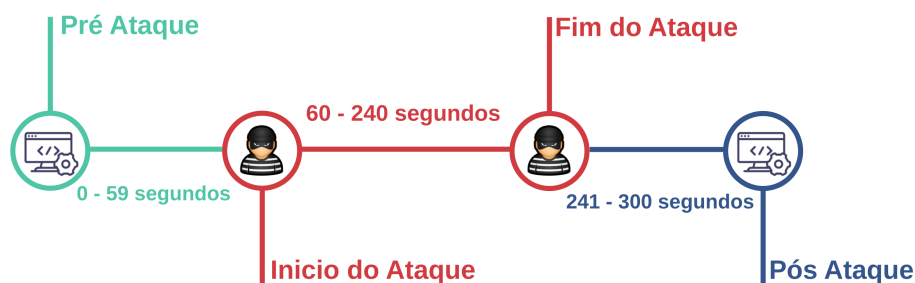 Pré Ataque
Fim do Ataque
60 - 240 segundos
0 - 59 segundos
241 - 300 segundos
Inicio do Ataque
Pós Ataque